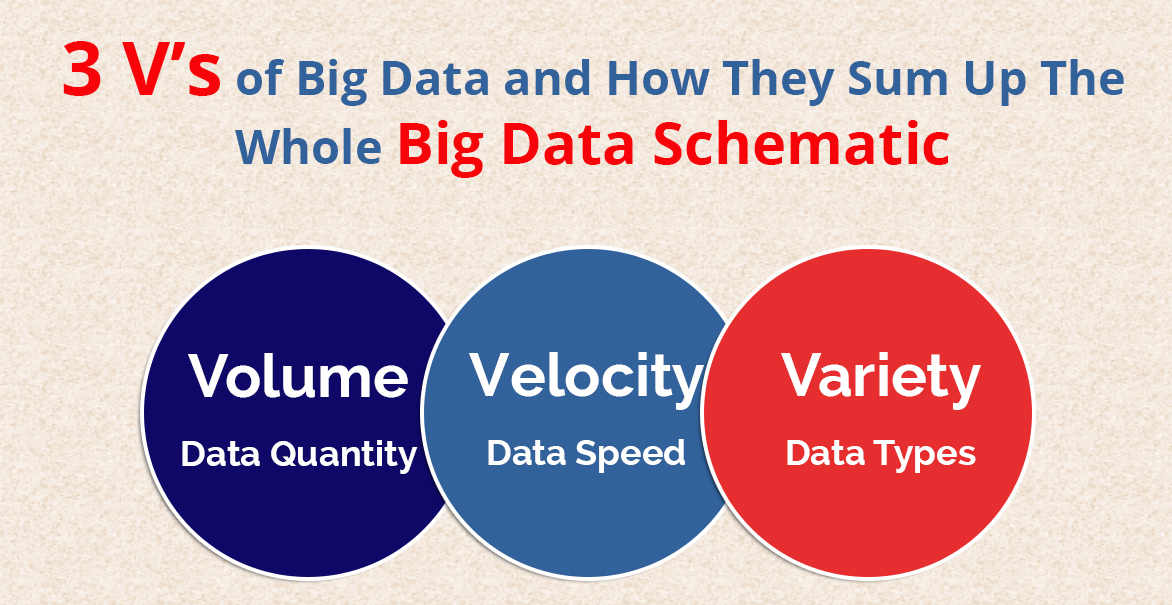 3 V’s of Big Data and How They Sum Up The
Whole Big Data Schematic
Volume
Data Quantity
Velocity
Data Speed
Variety
Data Types